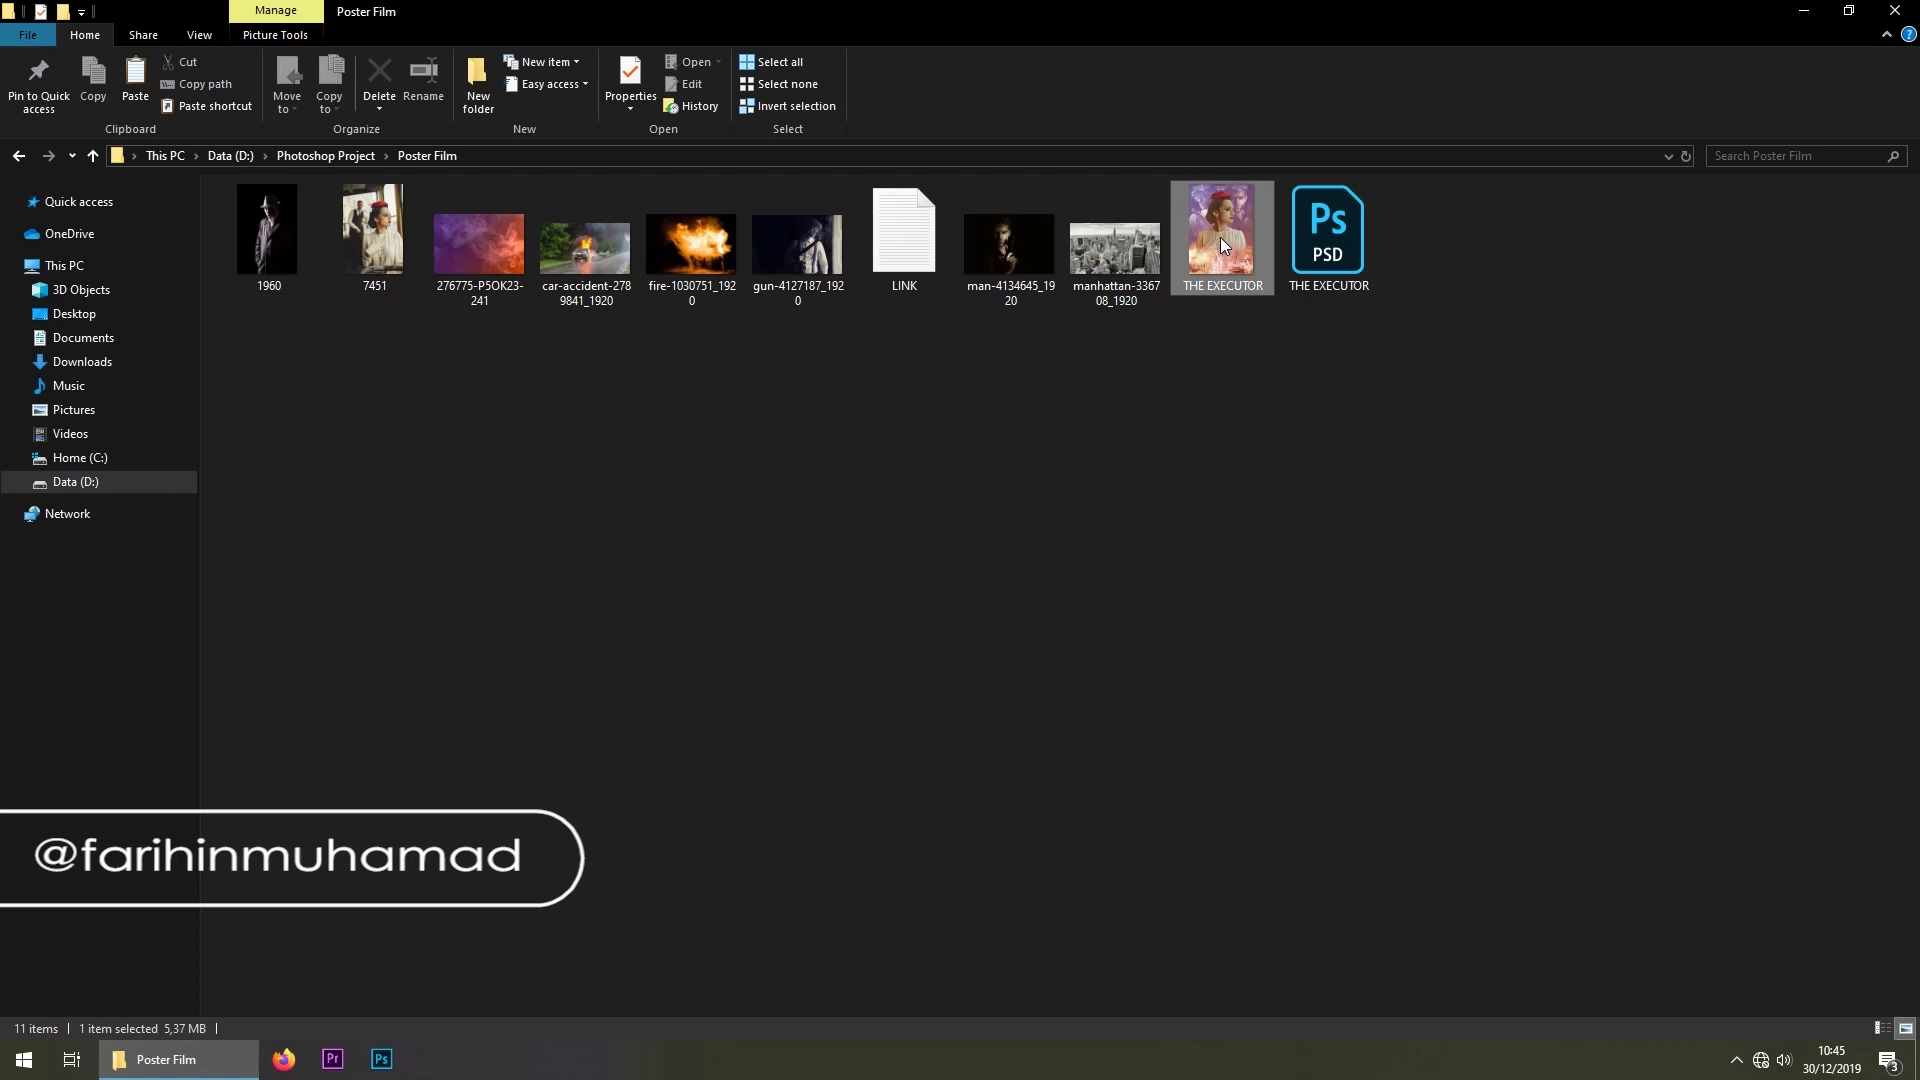 Manage
Poster Film
File
Home
Share
View
Picture Tools
Pin to Quick
access
Copy
Paste
Cut
Copy path
Paste shortcut
Clipboard
Move
to
Copy
to
Delete
Rename
Organize
New
folder
New item
Easy access
New
Properties
Open
Edit
History
Open
Select all
Select none
Invert selection
Select
This PC
Data (D:)
Photoshop Project
Poster Film
Search Poster Film
Quick access
OneDrive
This PC
3D Objects
Desktop
Documents
Downloads
Music
Pictures
Videos
Home (C:)
Data (D:)
Network
1960
7451
276775-P5OK23-
241
car-accident-278
9841_1920
fire-1030751_192
0
gun-4127187_192
0
LINK
man-4134645_19
20
manhattan-3367
08_1920
THE EXECUTOR
Ps
PSD
THE EXECUTOR
@farihinmuhamad
11 items
1 item selected 5,37 MB
Poster Film
Pr
Ps
10:45
30/12/2019
3